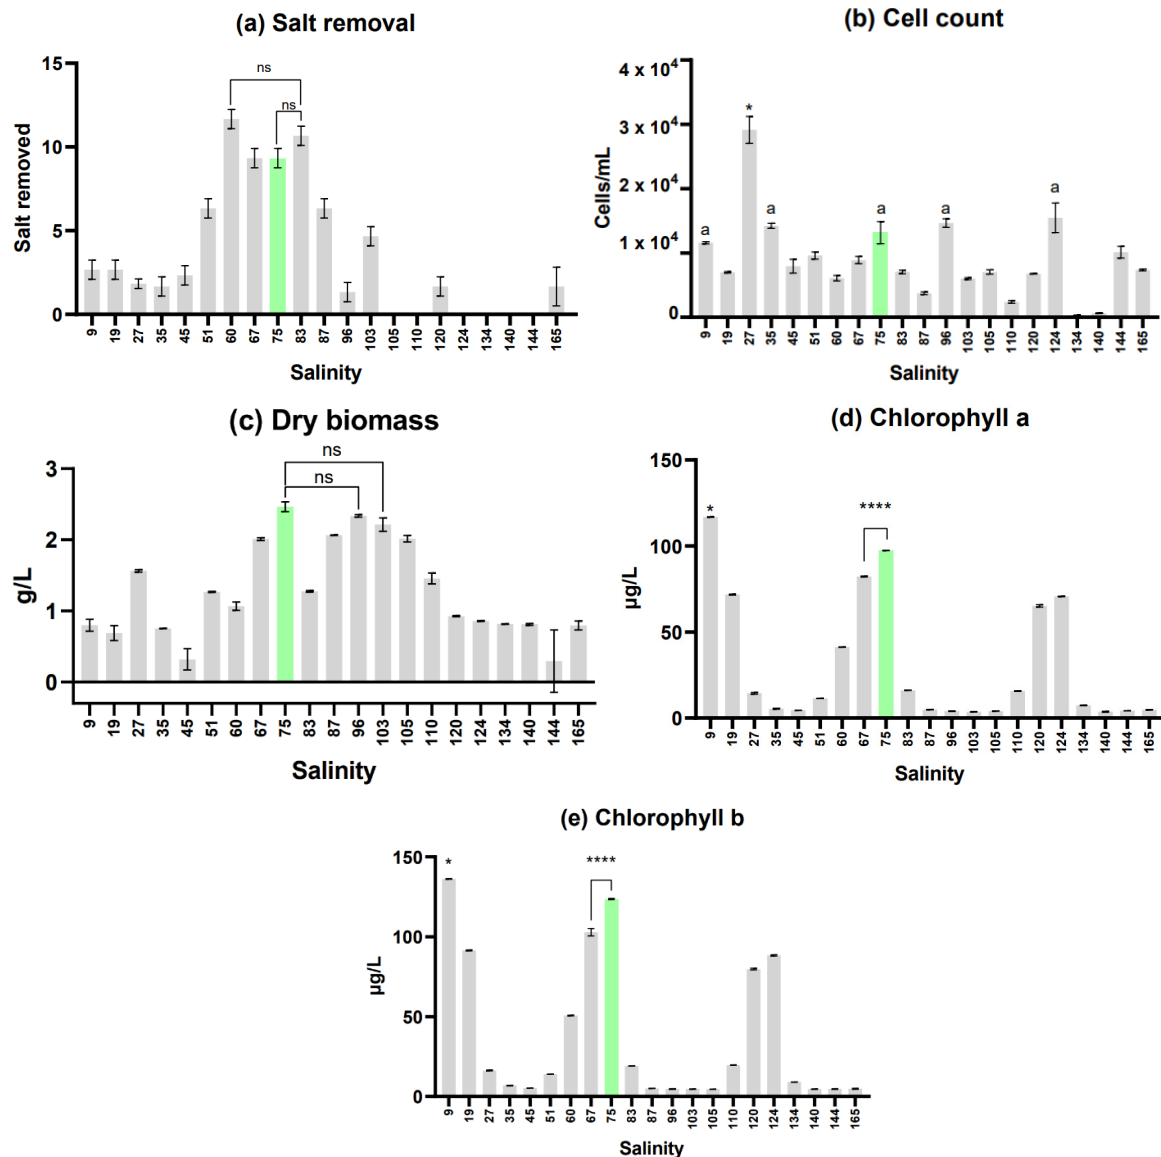 (a) Salt removal
ns
ns
Salt removed
15
10
5
0
9 19 27 35 45 51 60 67 75 83 87 96 103 105 110 120 124 134 140 144 165
Salinity
(b) Cell count
Cells/mL
4 x 10⁴
3 x 10⁴
2 x 10⁴
1 x 10⁴
0
a * a a a a
9 19 27 35 45 51 60 67 75 83 87 96 103 105 110 120 124 134 140 144 165
Salinity
(c) Dry biomass
ns
ns
g/L
3
2
1
0
9 19 27 35 45 51 60 67 75 83 87 96 103 105 110 120 124 134 140 144 165
Salinity
(d) Chlorophyll a
* ****
µg/L
150
100
50
0
9 19 27 35 45 51 60 67 75 83 87 96 103 105 110 120 124 134 140 144 165
Salinity
(e) Chlorophyll b
* ****
µg/L
150
100
50
0
9 19 27 35 45 51 60 67 75 83 87 96 103 105 110 120 124 134 140 144 165
Salinity